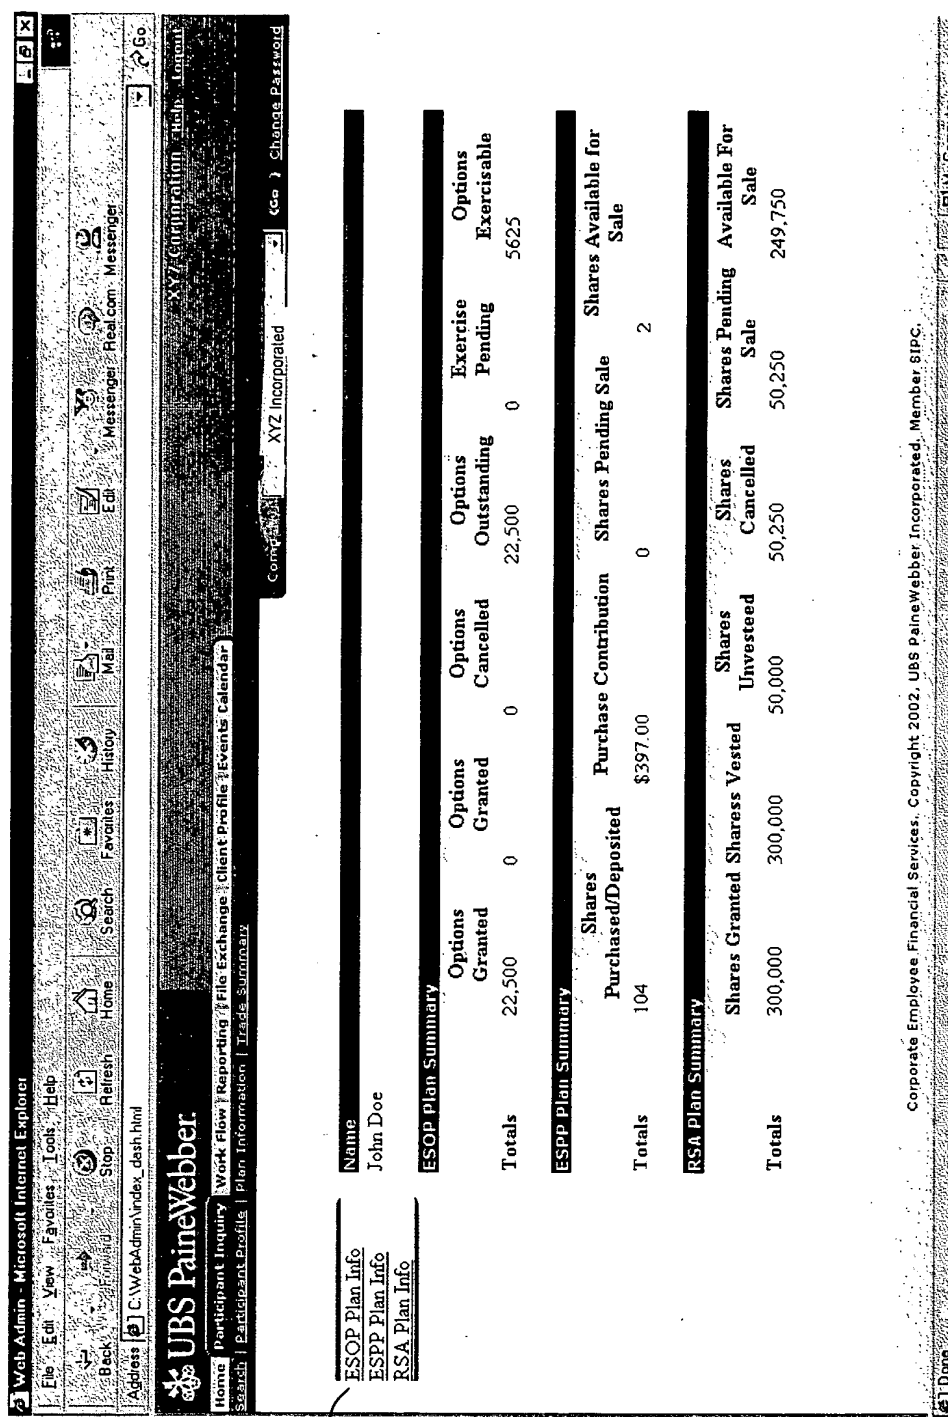 Web Admin - Microsoft Internet Explorer
File Edit View Favorites Tools Help
Back Forward Stop Refresh Home Search Favorites History Mail Print Edit Messenger Real.com Messenger
Address C:\WebAdmin\index_dash.html Go
UBS PaineWebber. XYZ Corporation Help Logout
Home Participant Inquiry Work Flow Reporting File Exchange Client Profile Events Calendar
Search | Participant Profile | Plan Information | Trade Summary
XYZ Incorporated Go Change Password
ESOP Plan Info
ESPP Plan Info
RSA Plan Info
Name
John Doe
ESOP Plan Summary
Options Granted Options Granted Options Cancelled Options Outstanding Exercise Pending Options Exercisable
Totals 22,500 0 0 22,500 0 5625
ESPP Plan Summary
Shares Purchased/Deposited Purchase Contribution Shares Pending Sale Shares Available for Sale
Totals 104 $397.00 0 2
RSA Plan Summary
Shares Granted Sharess Vested Shares Unvesteed Shares Cancelled Shares Pending Sale Available For Sale
Totals 300,000 300,000 50,000 50,250 50,250 249,750
Corporate Employee Financial Services. Copyright 2002. UBS PaineWebber Incorporated. Member SIPC.
Done